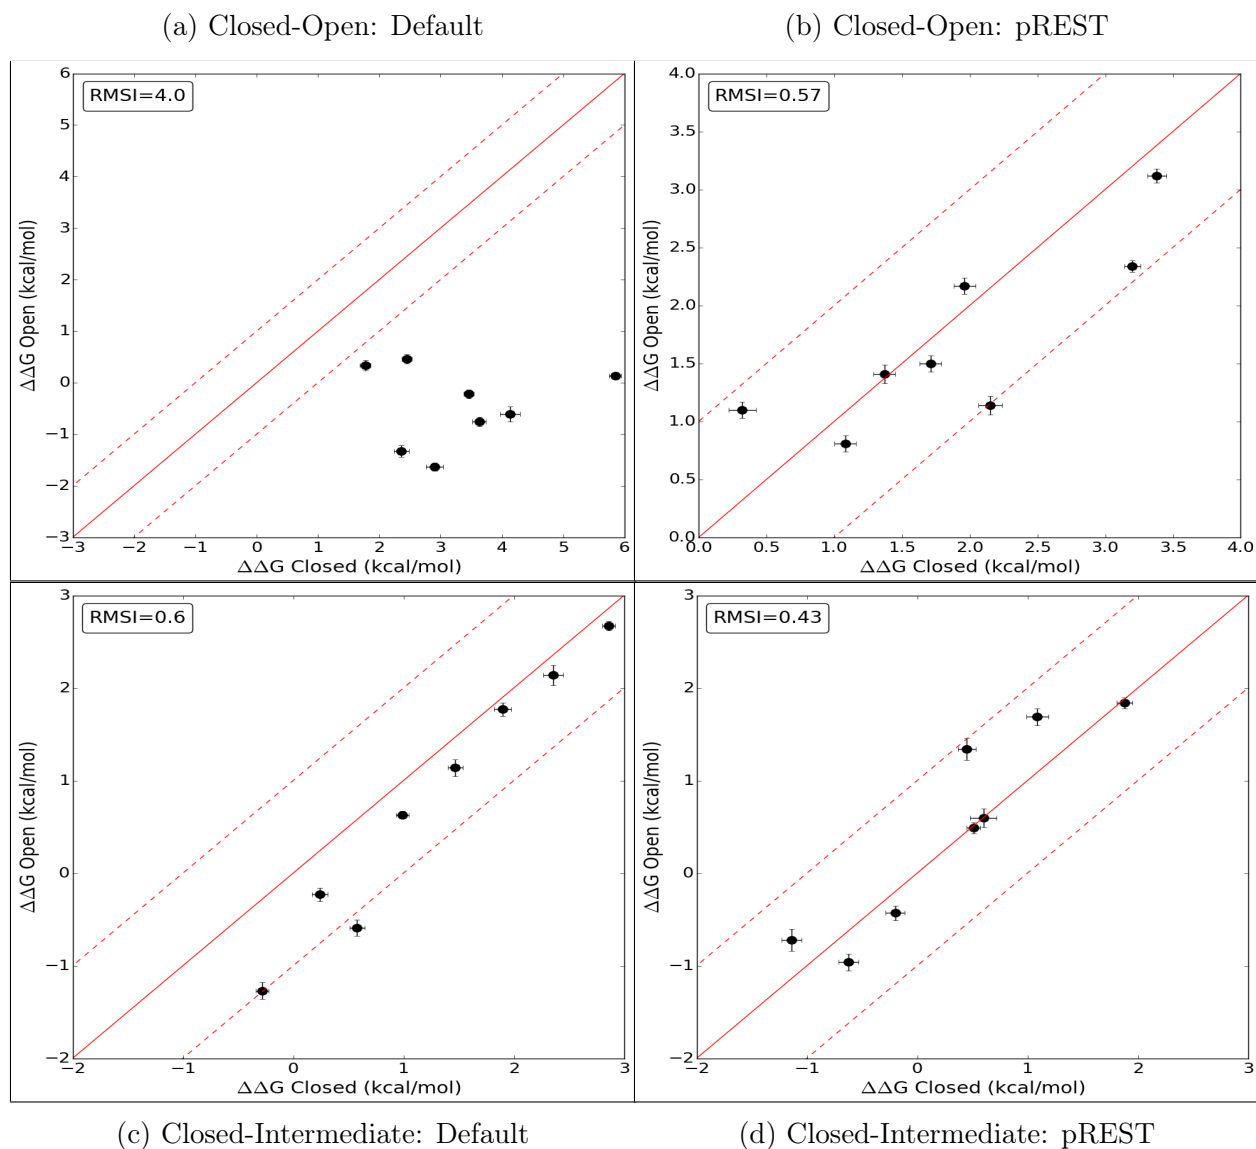 (a) Closed-Open: Default
(b) Closed-Open: pREST
RMSI=4.0
6
5
4
3
2
1
0
−1
−2
−3
ΔΔG Open (kcal/mol)
−3 −2 −1 0 1 2 3 4 5 6
ΔΔG Closed (kcal/mol)
RMSI=0.57
4.0
3.5
3.0
2.5
2.0
1.5
1.0
0.5
0.0
ΔΔG Open (kcal/mol)
0.0 0.5 1.0 1.5 2.0 2.5 3.0 3.5 4.0
ΔΔG Closed (kcal/mol)
RMSI=0.6
3
2
1
0
−1
−2
ΔΔG Open (kcal/mol)
−2 −1 0 1 2 3
ΔΔG Closed (kcal/mol)
RMSI=0.43
3
2
1
0
−1
−2
ΔΔG Open (kcal/mol)
−2 −1 0 1 2 3
ΔΔG Closed (kcal/mol)
(c) Closed-Intermediate: Default
(d) Closed-Intermediate: pREST